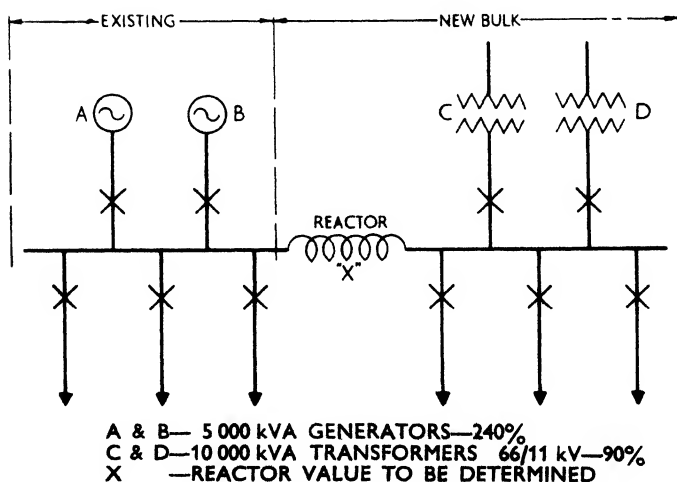 EXISTING NEW BULK
A B C D
REACTOR
"X"
A & B— 5 000 kVA GENERATORS—240%
C & D—10 000 kVA TRANSFORMERS 66/11 kV—90%
X —REACTOR VALUE TO BE DETERMINED